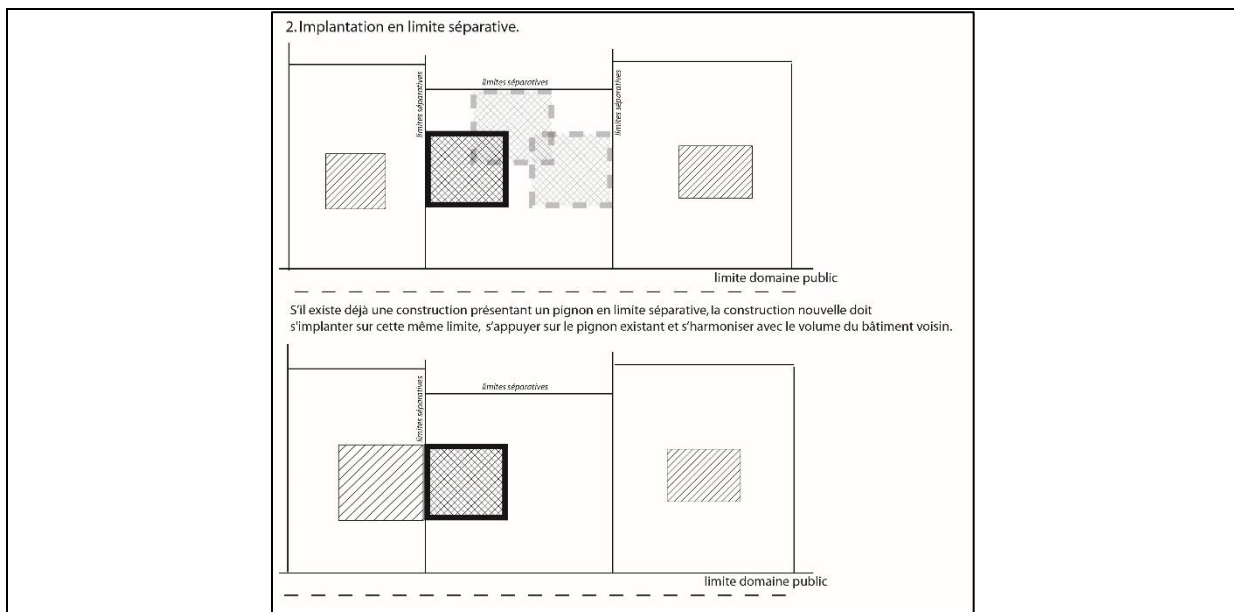 2. Implantation en limite séparative.
limites séparatives
limites séparatives
limites séparatives
limite domaine public
S'il existe déjà une construction présentant un pignon en limite séparative, la construction nouvelle doit
s'implanter sur cette même limite, s'appuyer sur le pignon existant et s'harmoniser avec le volume du bâtiment voisin.
limites séparatives
limites séparatives
limite domaine public